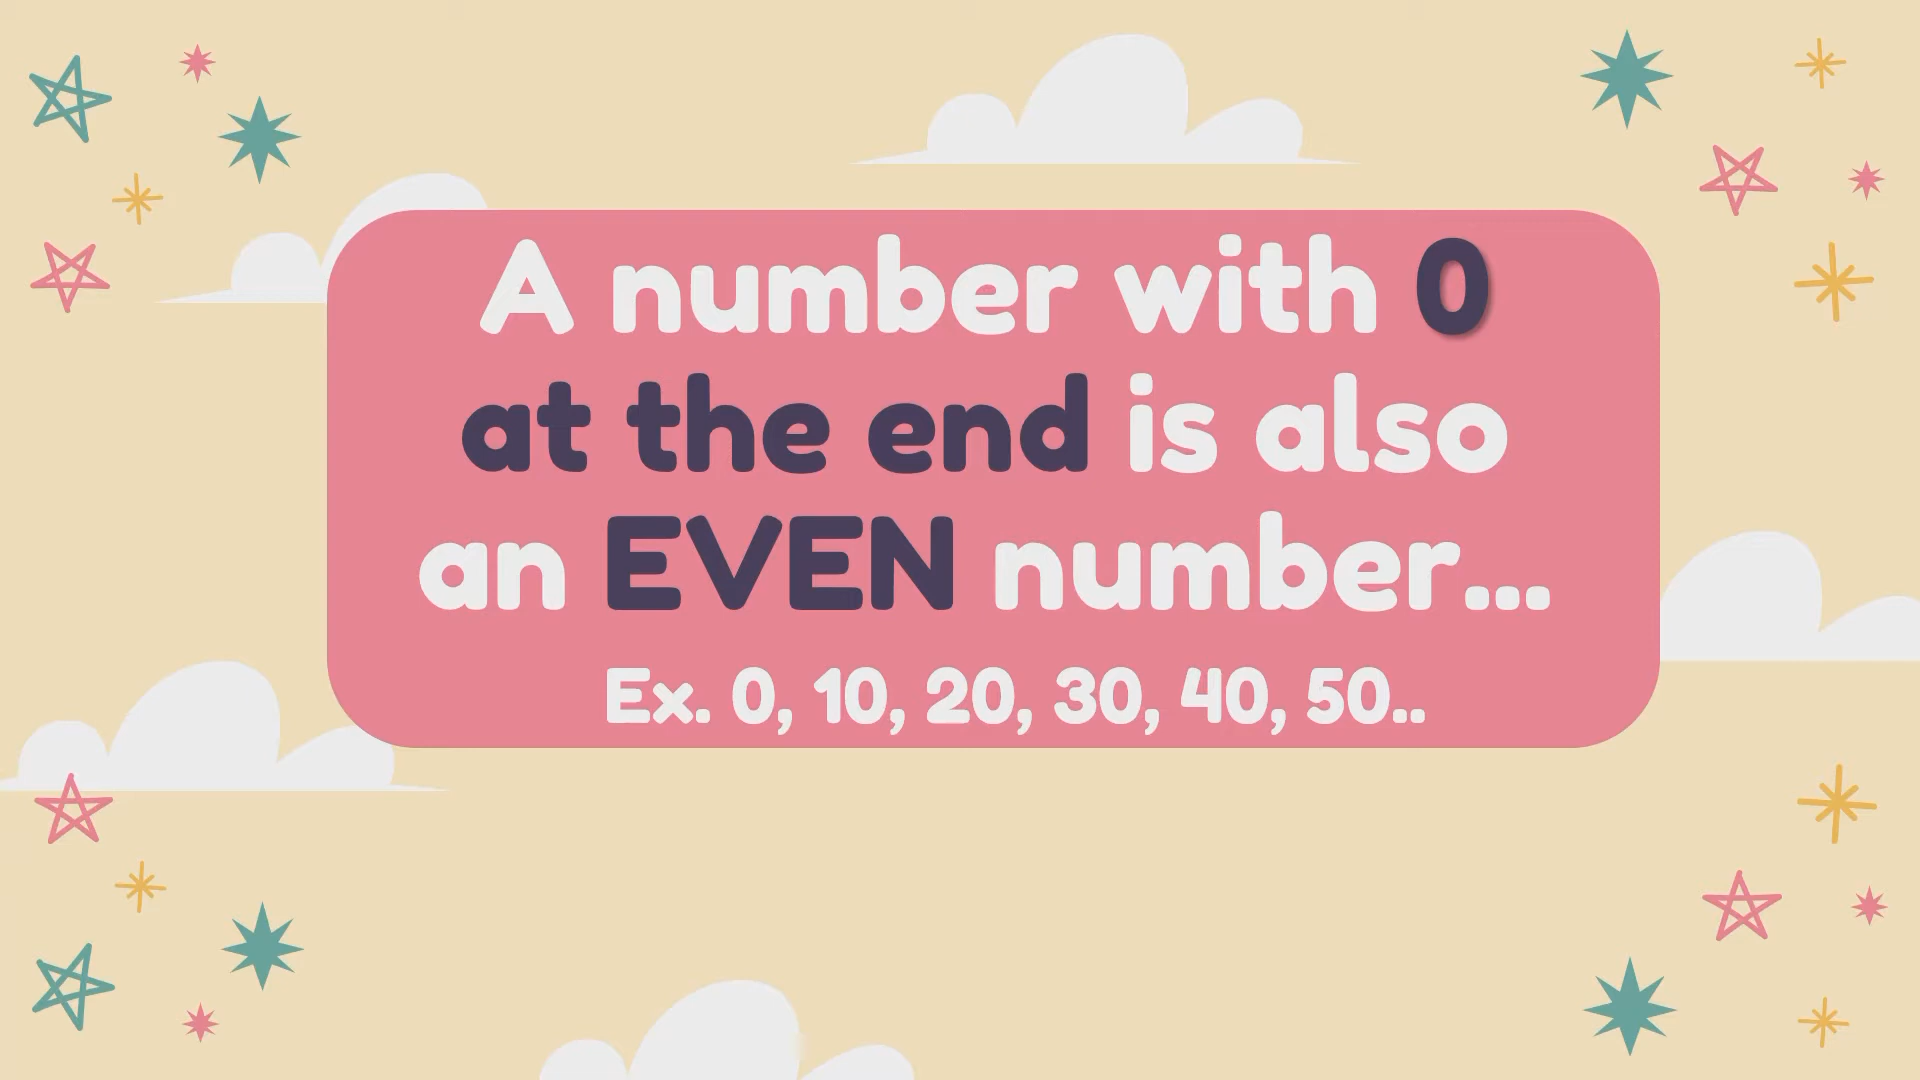 A number with 0
at the end is also
an EVEN number...
Ex. 0, 10, 20, 30, 40, 50..